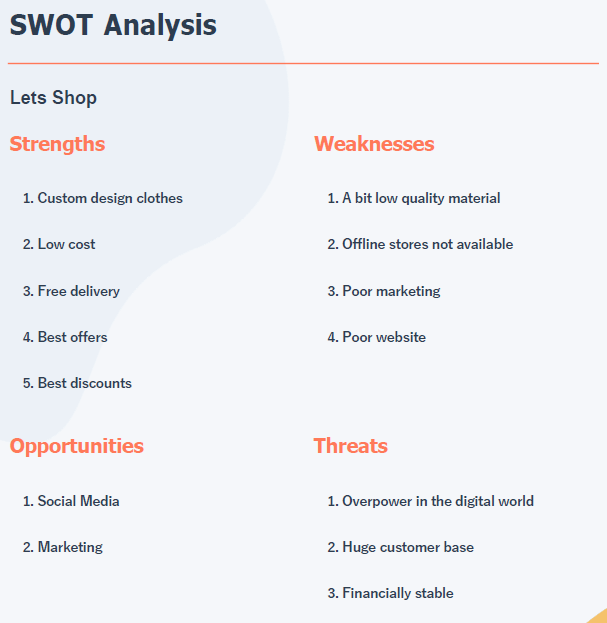 SWOT Analysis
Lets Shop
Strengths
1. Custom design clothes
2. Low cost
3. Free delivery
4. Best offers
5. Best discounts
Weaknesses
1. A bit low quality material
2. Offline stores not available
3. Poor marketing
4. Poor website
Opportunities
1. Social Media
2. Marketing
Threats
1. Overpower in the digital world
2. Huge customer base
3. Financially stable